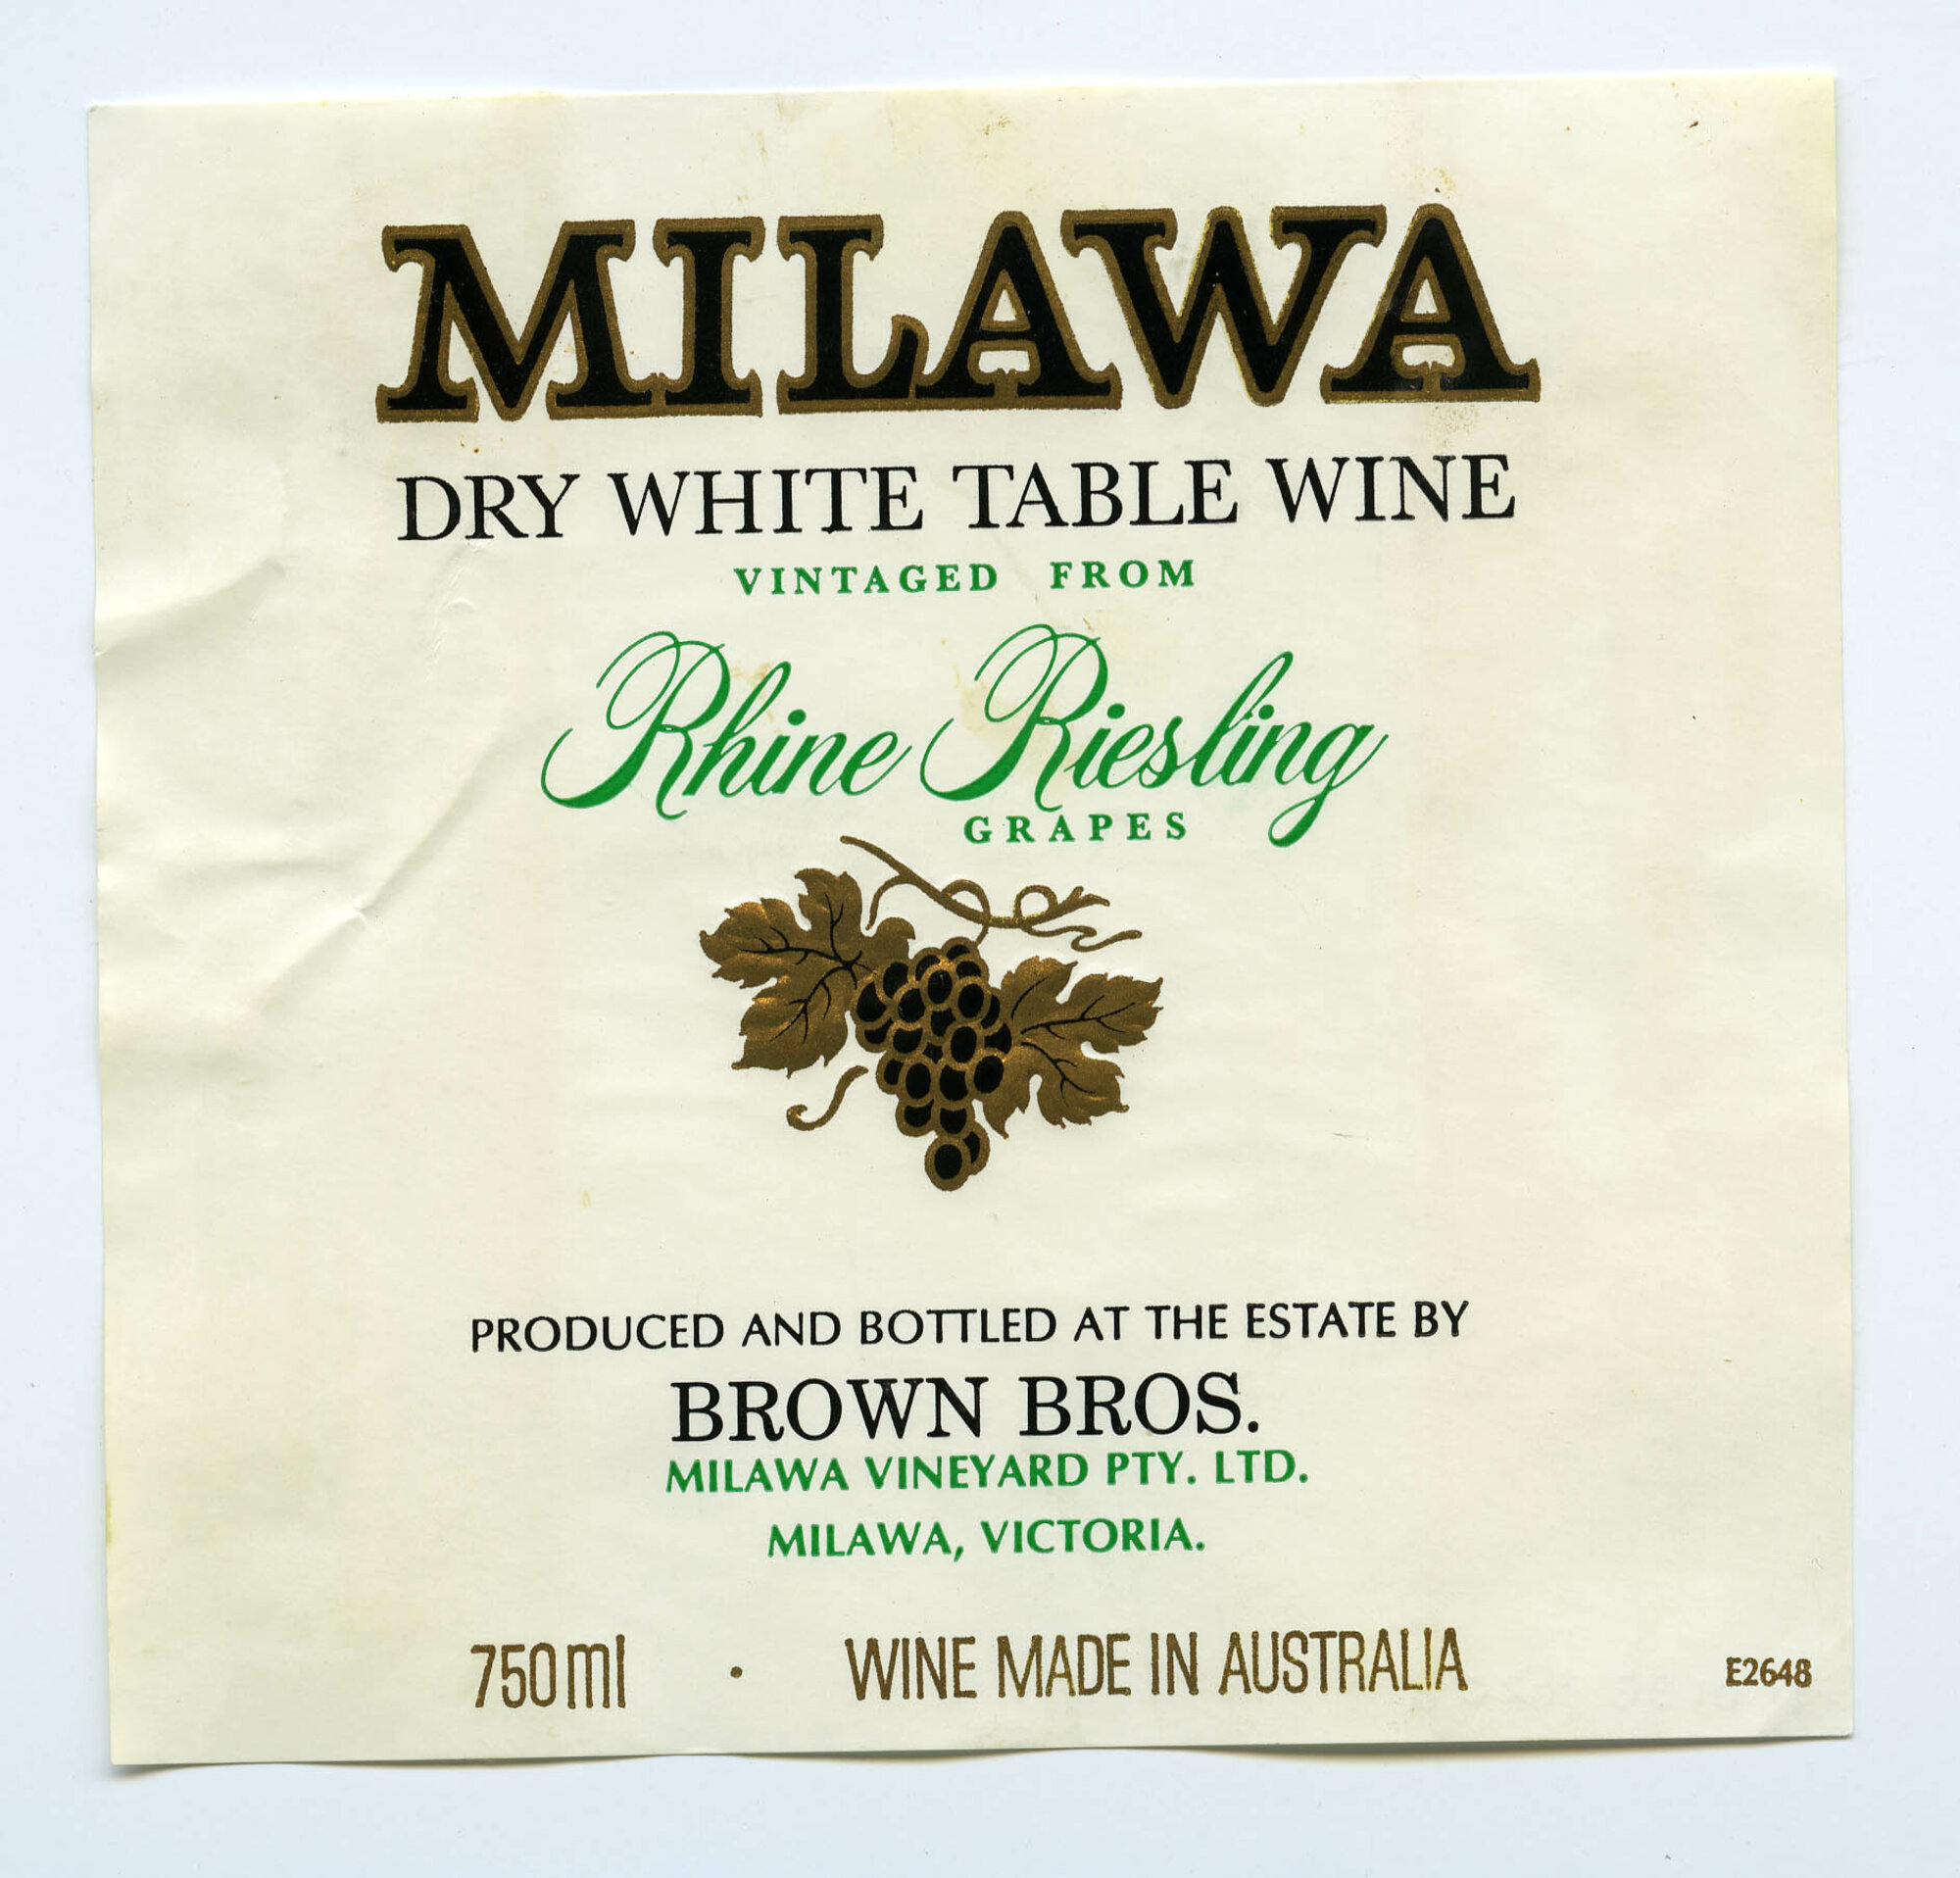 MILAWA
DRY WHITE TABLE WINE
VINTAGED FROM
Rhine Riesling
GRAPES
PRODUCED AND BOTTLED AT THE ESTATE BY
BROWN BROS.
MILAWA VINEYARD PTY. LTD.
MILAWA, VICTORIA.
750ml · WINE MADE IN AUSTRALIA E2648